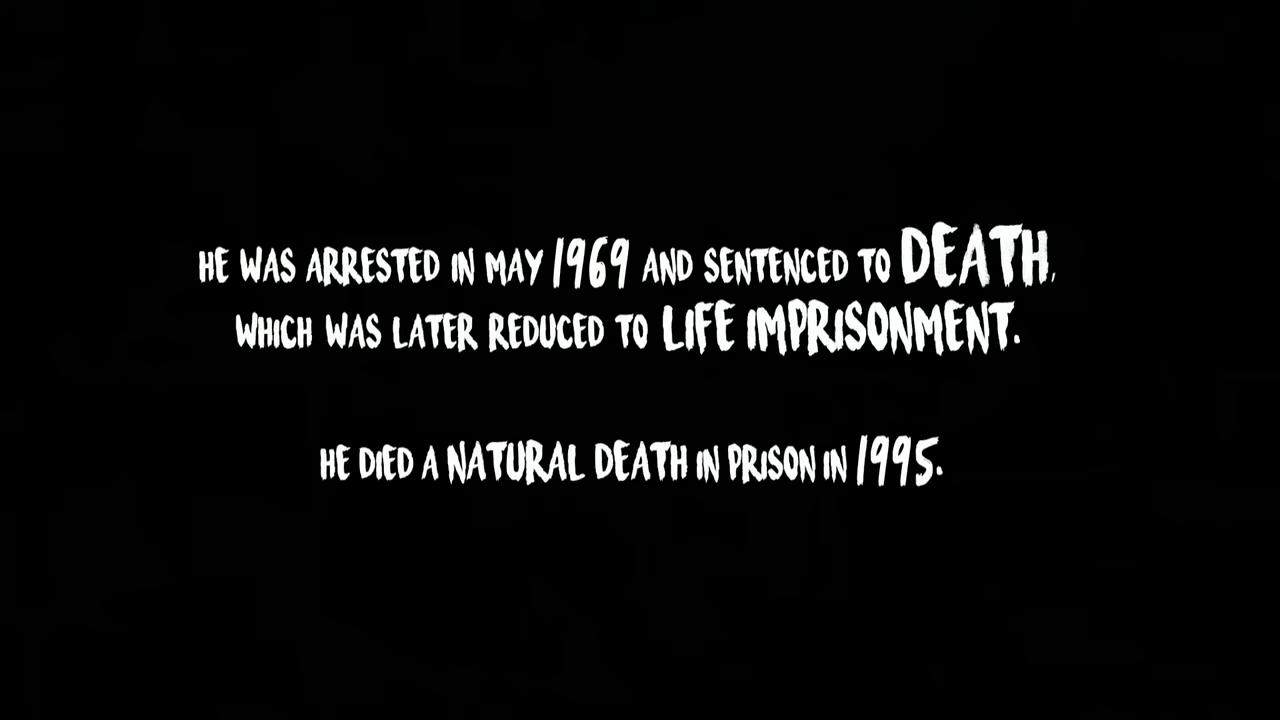 HE WAS ARRESTED IN MAY 1969 AND SENTENCED TO DEATH,
WHICH WAS LATER REDUCED TO LIFE IMPRISONMENT.
HE DIED A NATURAL DEATH IN PRISON IN 1995.